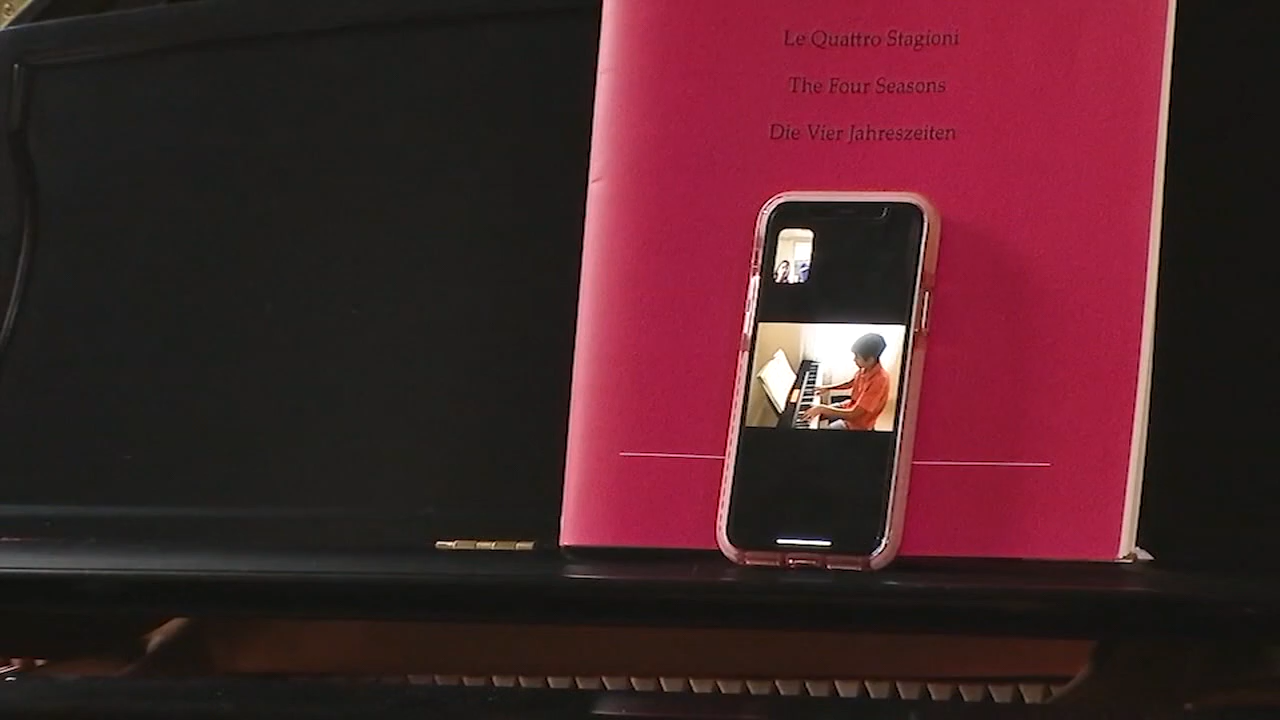 Le Quattro Stagioni
The Four Seasons
Die Vier Jahreszeiten